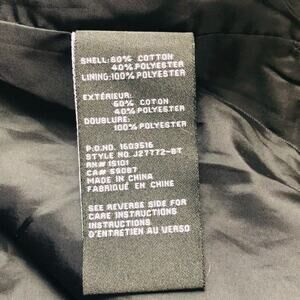 SHELL: 60% COTTON
40% POLYESTER
LINING: 100% POLYESTER
EXTÉRIEUR:
60% COTON
40% POLYESTER
DOUBLURE:
100% POLYESTER
P.O.NO. 1603516
STYLE NO. J27772-BT
RN# 15101
CA# 59087
MADE IN CHINA
FABRIQUÉ EN CHINE
SEE REVERSE SIDE FOR
CARE INSTRUCTIONS
INSTRUCTIONS
D'ENTRETIEN AU VERSO